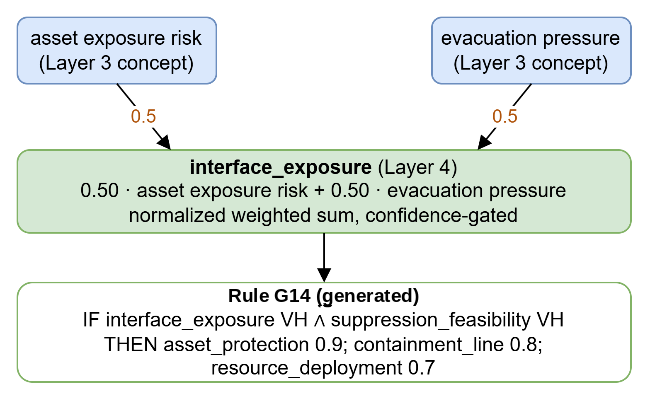 asset exposure risk
(Layer 3 concept)
evacuation pressure
(Layer 3 concept)
0.5
0.5
interface_exposure (Layer 4)
0.50 · asset exposure risk + 0.50 · evacuation pressure
normalized weighted sum, confidence-gated
Rule G14 (generated)
IF interface_exposure VH ∧ suppression_feasibility VH
THEN asset_protection 0.9; containment_line 0.8;
resource_deployment 0.7